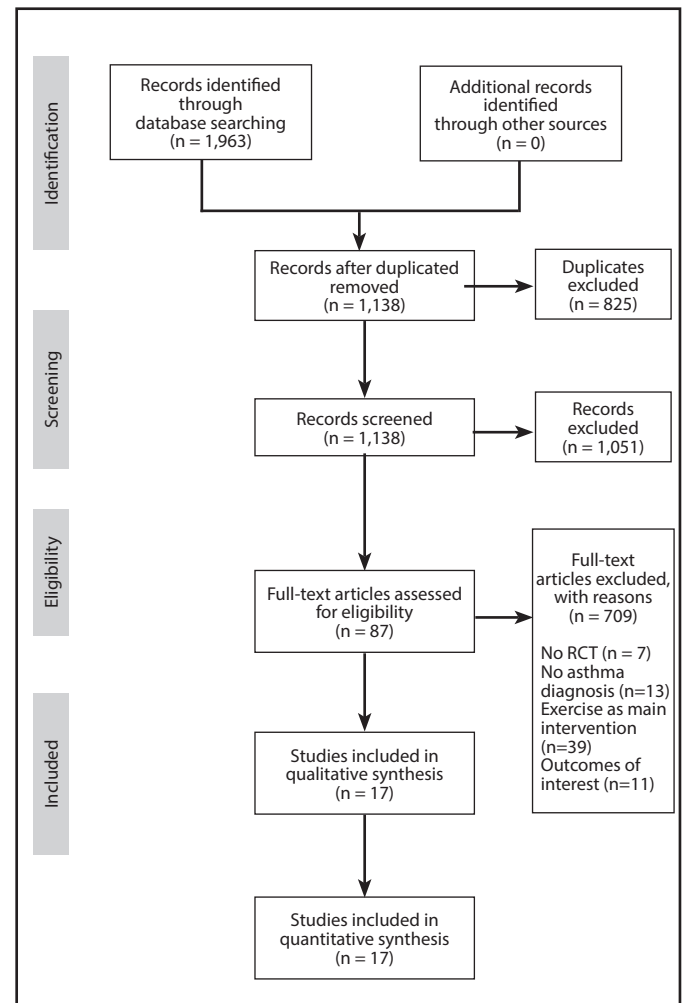 Identification
Records identified
through
database searching
(n = 1,963)
Additional records
identified
through other sources
(n = 0)
Records after duplicated
removed
(n = 1,138)
Duplicates
excluded
(n = 825)
Screening
Records screened
(n = 1,138)
Records
excluded
(n = 1,051)
Eligibility
Full-text articles assessed
for eligibility
(n = 87)
Full-text
articles excluded,
with reasons
(n = 709)
No RCT (n = 7)
No asthma
diagnosis (n=13)
Exercise as main
intervention
(n=39)
Outcomes of
interest (n=11)
Included
Studies included in
qualitative synthesis
(n = 17)
Studies included in
quantitative synthesis
(n = 17)